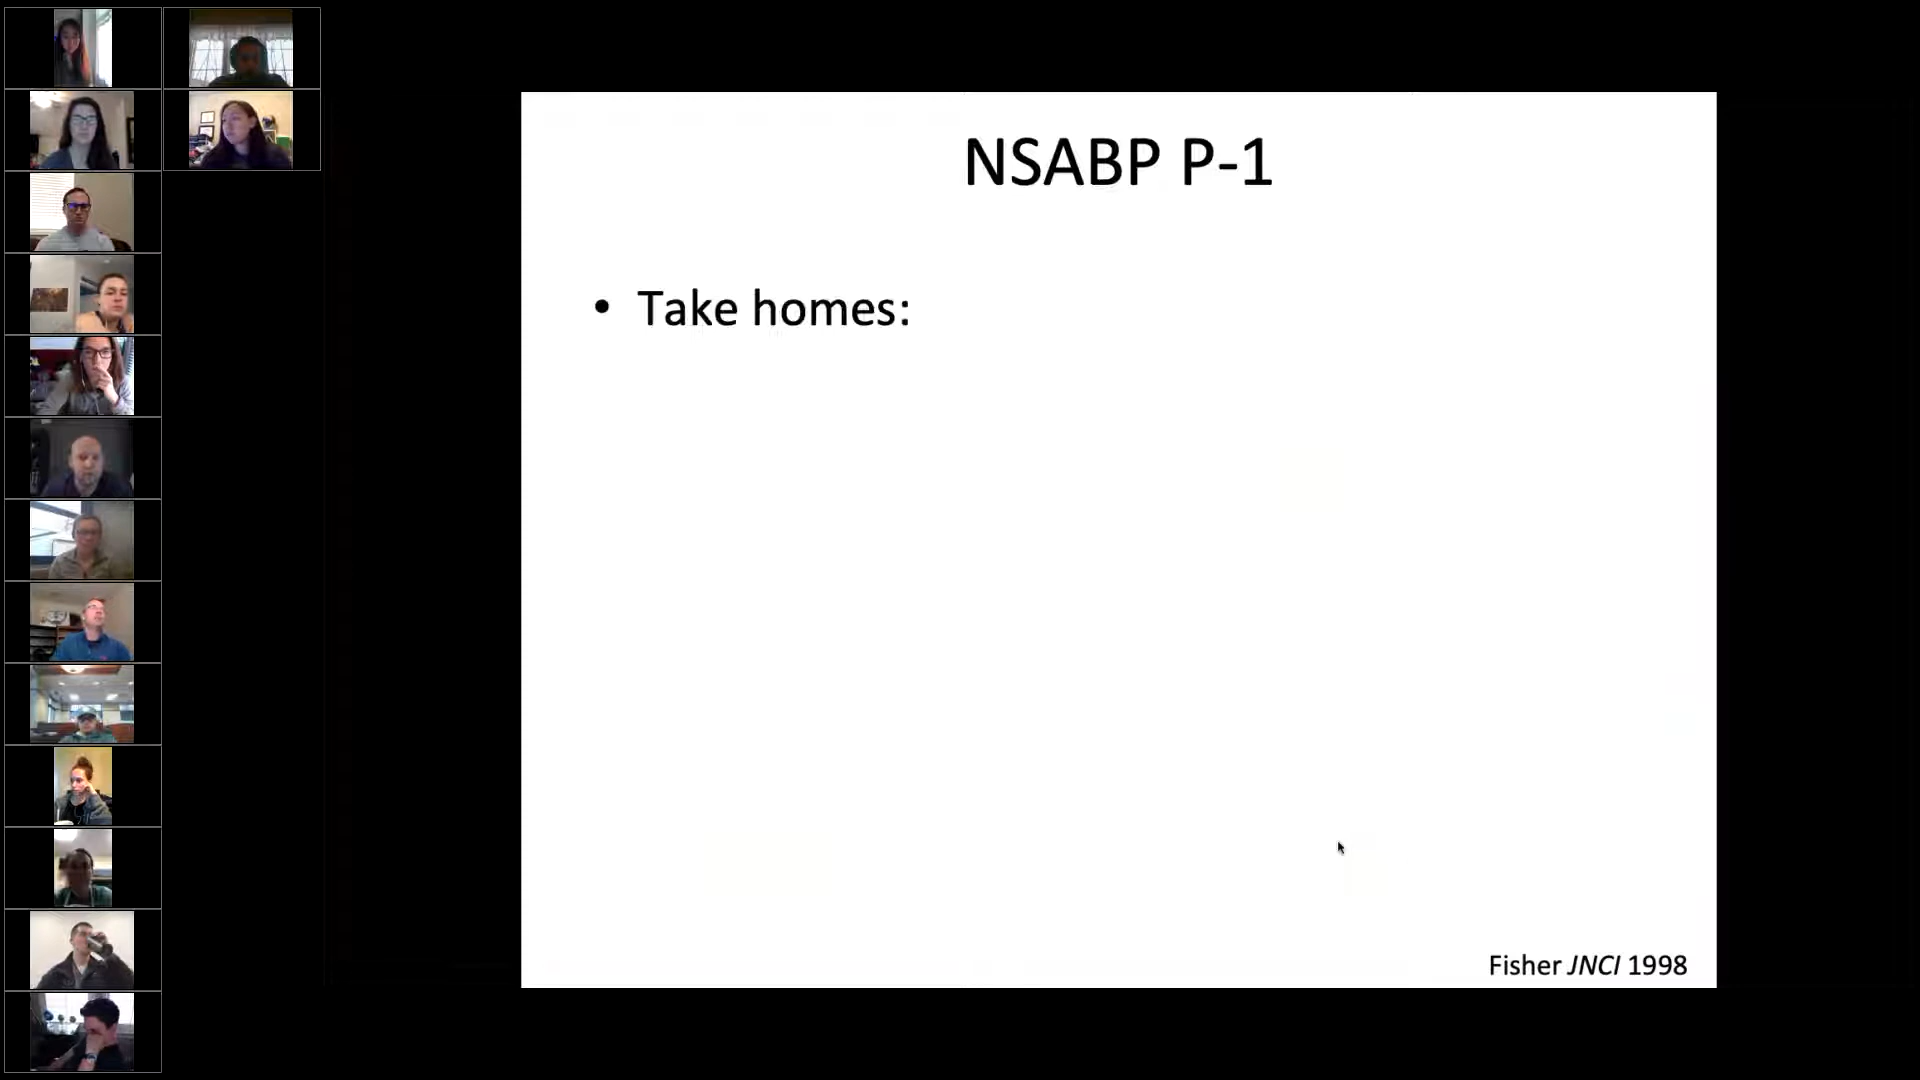 NSABP P-1
• Take homes:
Fisher JNCI 1998